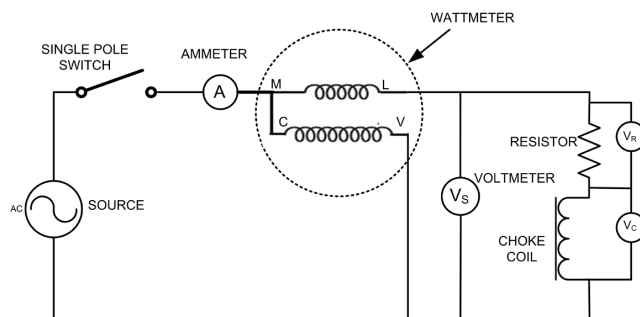 WATTMETER
SINGLE POLE
SWITCH
AMMETER
A
M
L
C
V
RESISTOR
V_R
VOLTMETER
V_S
AC
SOURCE
CHOKE
COIL
V_C